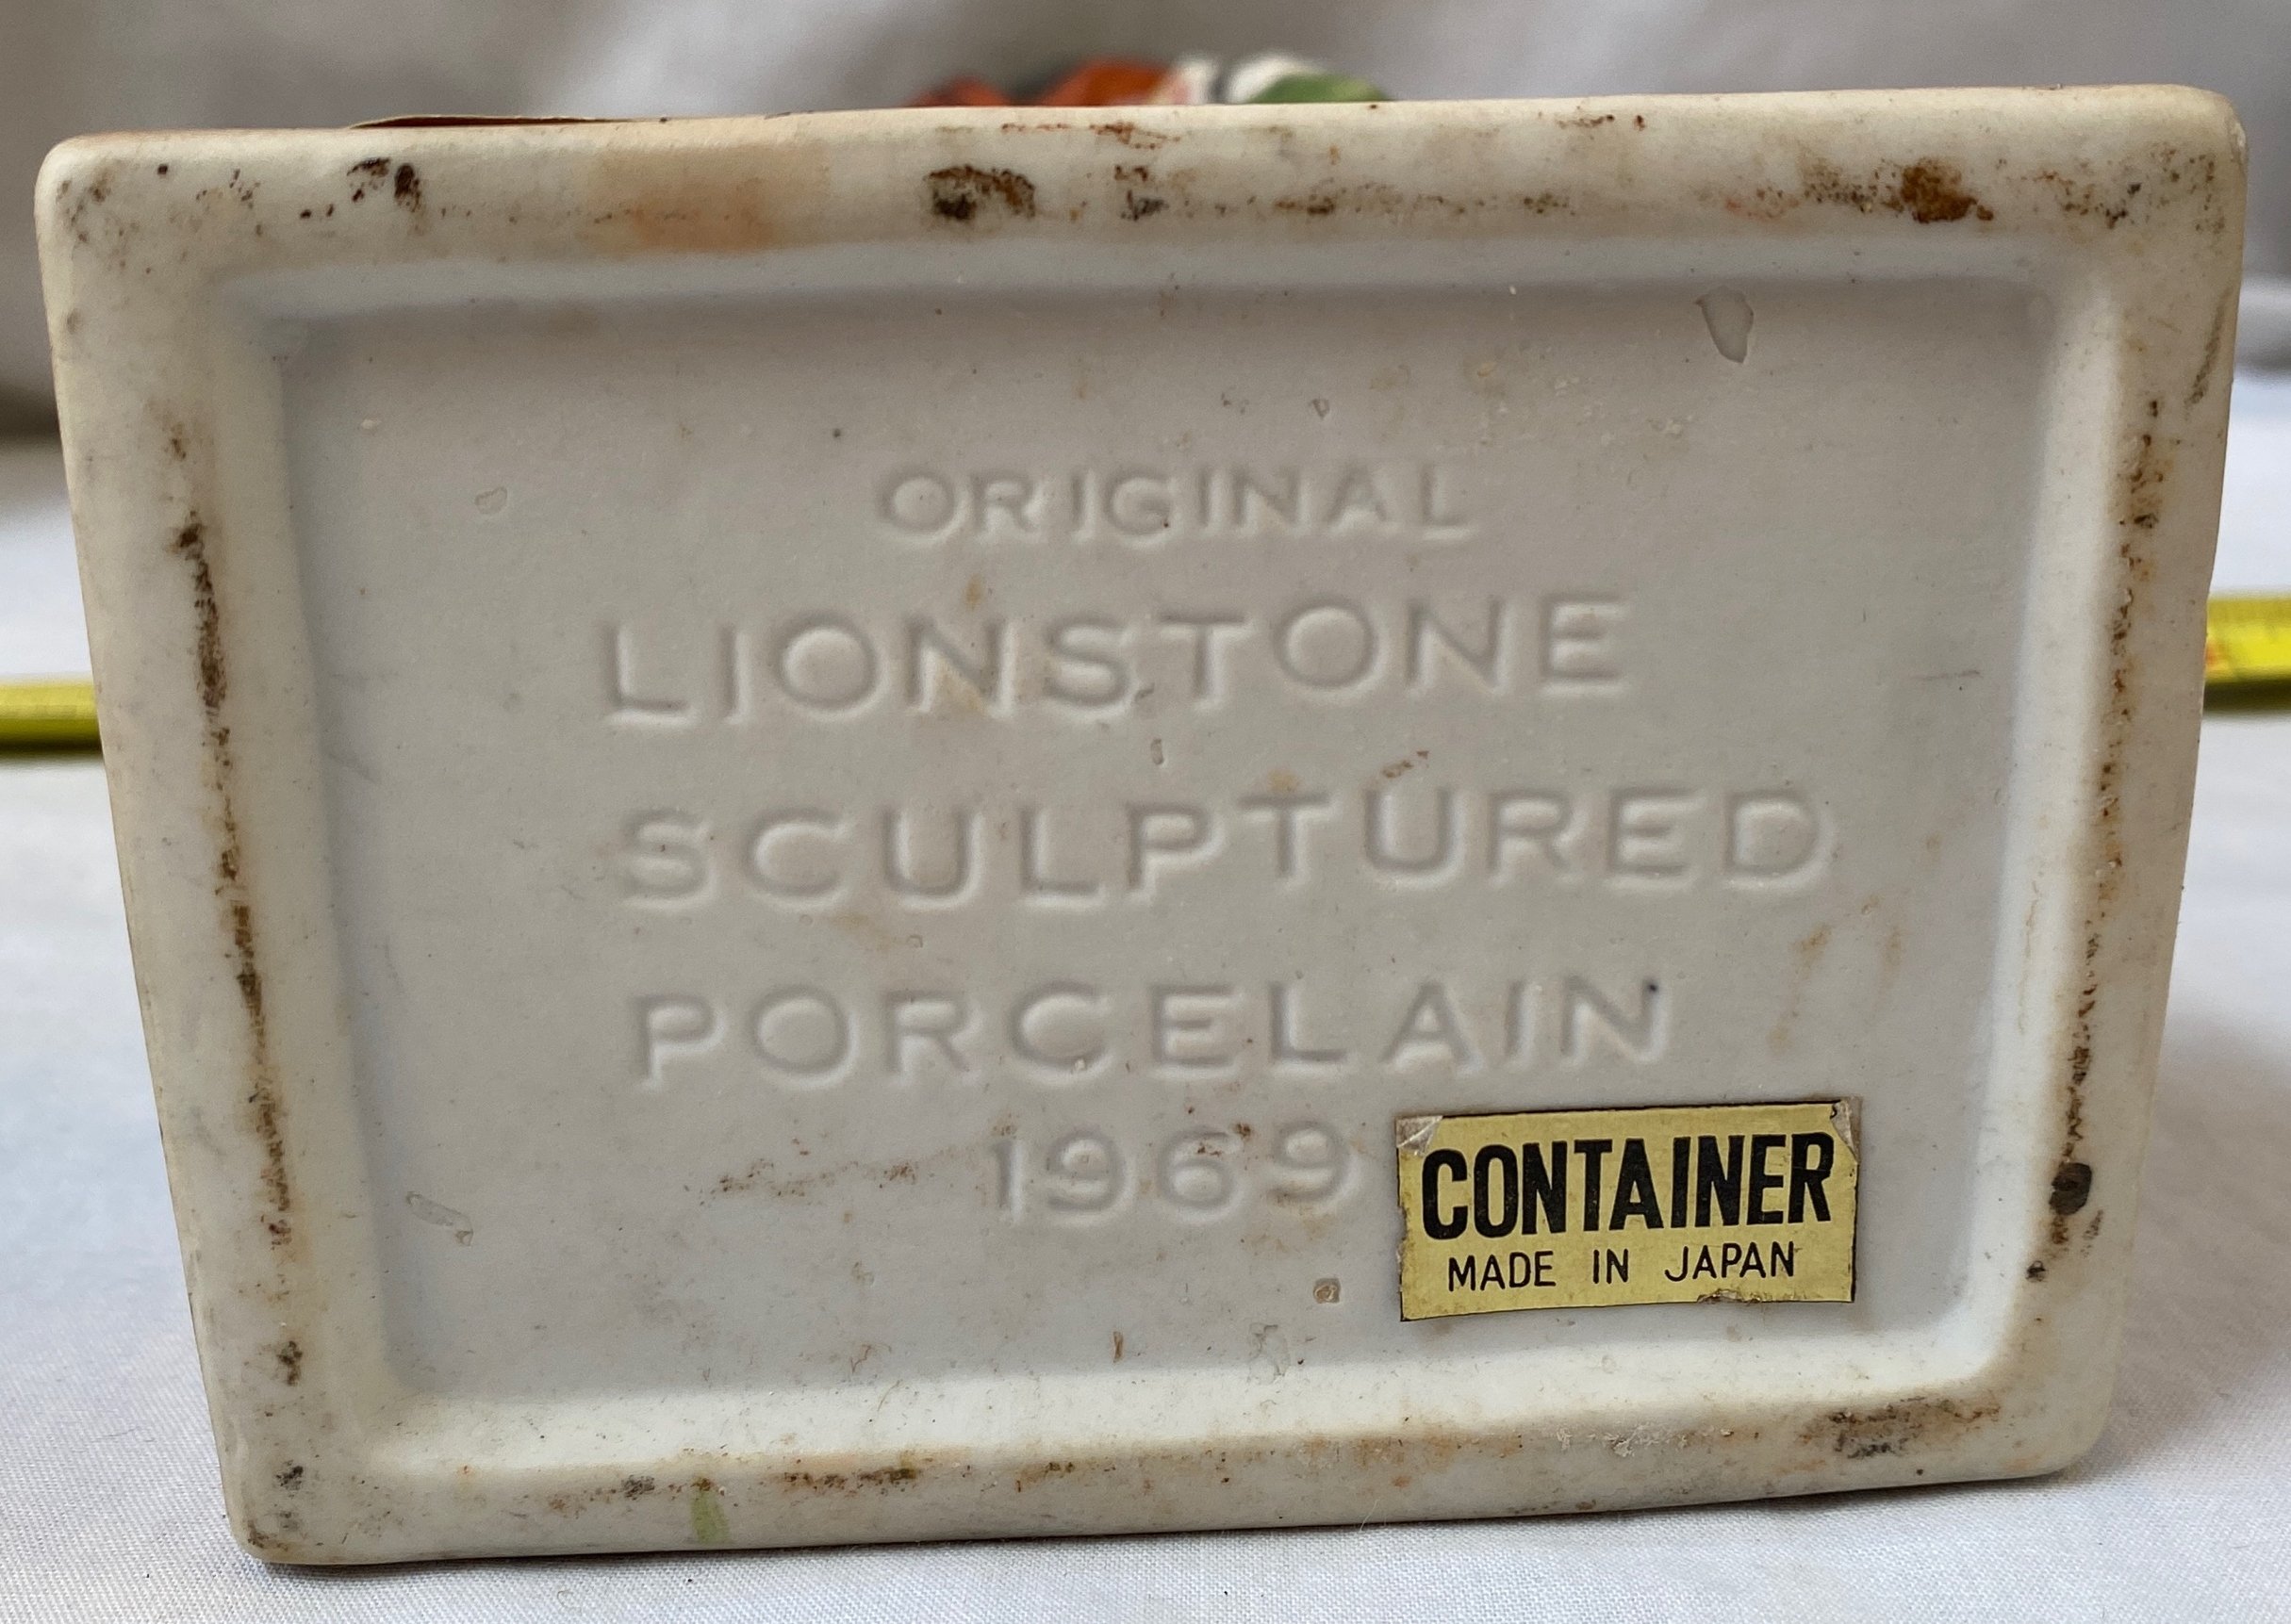 ORIGINAL
LIONSTONE
SCULPTURED
PORCELAIN
1969
CONTAINER
MADE IN JAPAN